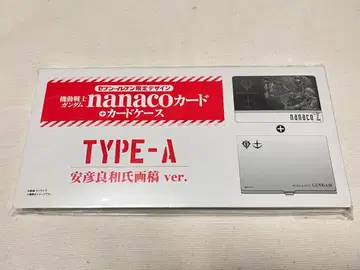 セブン-イレブン限定デザイン
機動戦士
ガンダム
nanacoカード
+カードケース
TYPE-A
安彦良和氏画稿 ver.
nanaco
+
GUNDAM